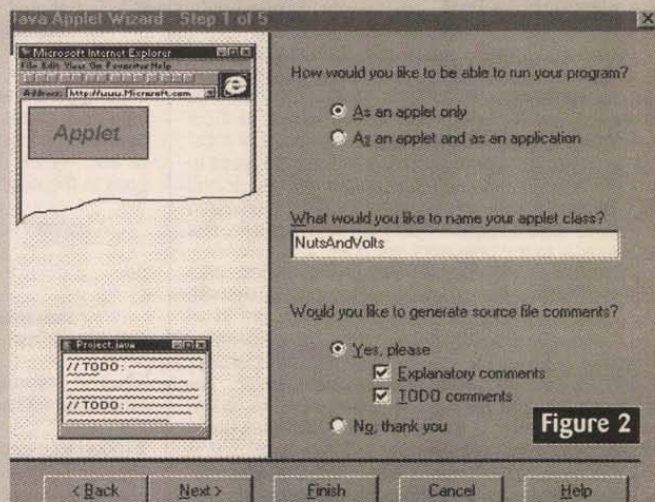 Java Applet Wizard - Step 1 of 5
Microsoft Internet Explorer
File Edit View Go Favorites Help
Address: http://www.Microsoft.com
Applet
Project.java
//TODO:
//TODO:
How would you like to be able to run your program?
As an applet only
As an applet and as an application
What would you like to name your applet class?
NutsAndVolts
Would you like to generate source file comments?
Yes, please
Explanatory comments
TODO comments
No, thank you
Figure 2
< Back
Next >
Finish
Cancel
Help